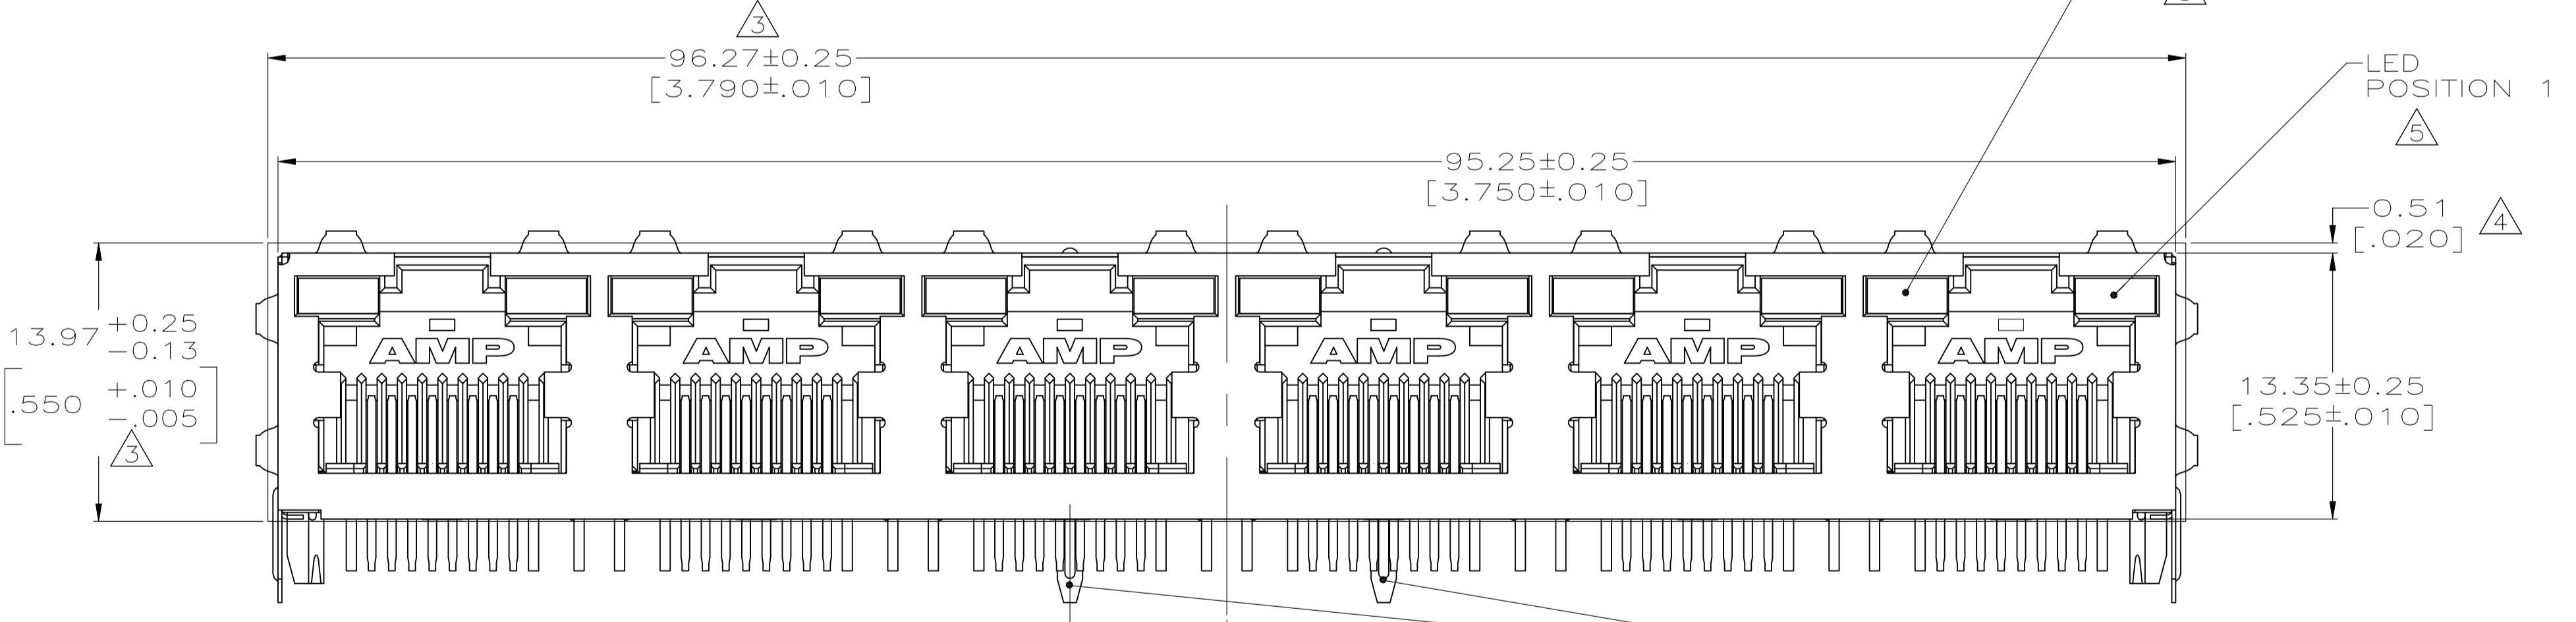 3
96.27±0.25
[3.790±.010]
LED
POSITION 1
5
95.25±0.25
[3.750±.010]
0.51
[.020]
4
13.97 +0.25 -0.13
[.550 +.010 -.005]
3
AMP AMP AMP AMP AMP AMP
13.35±0.25
[.525±.010]